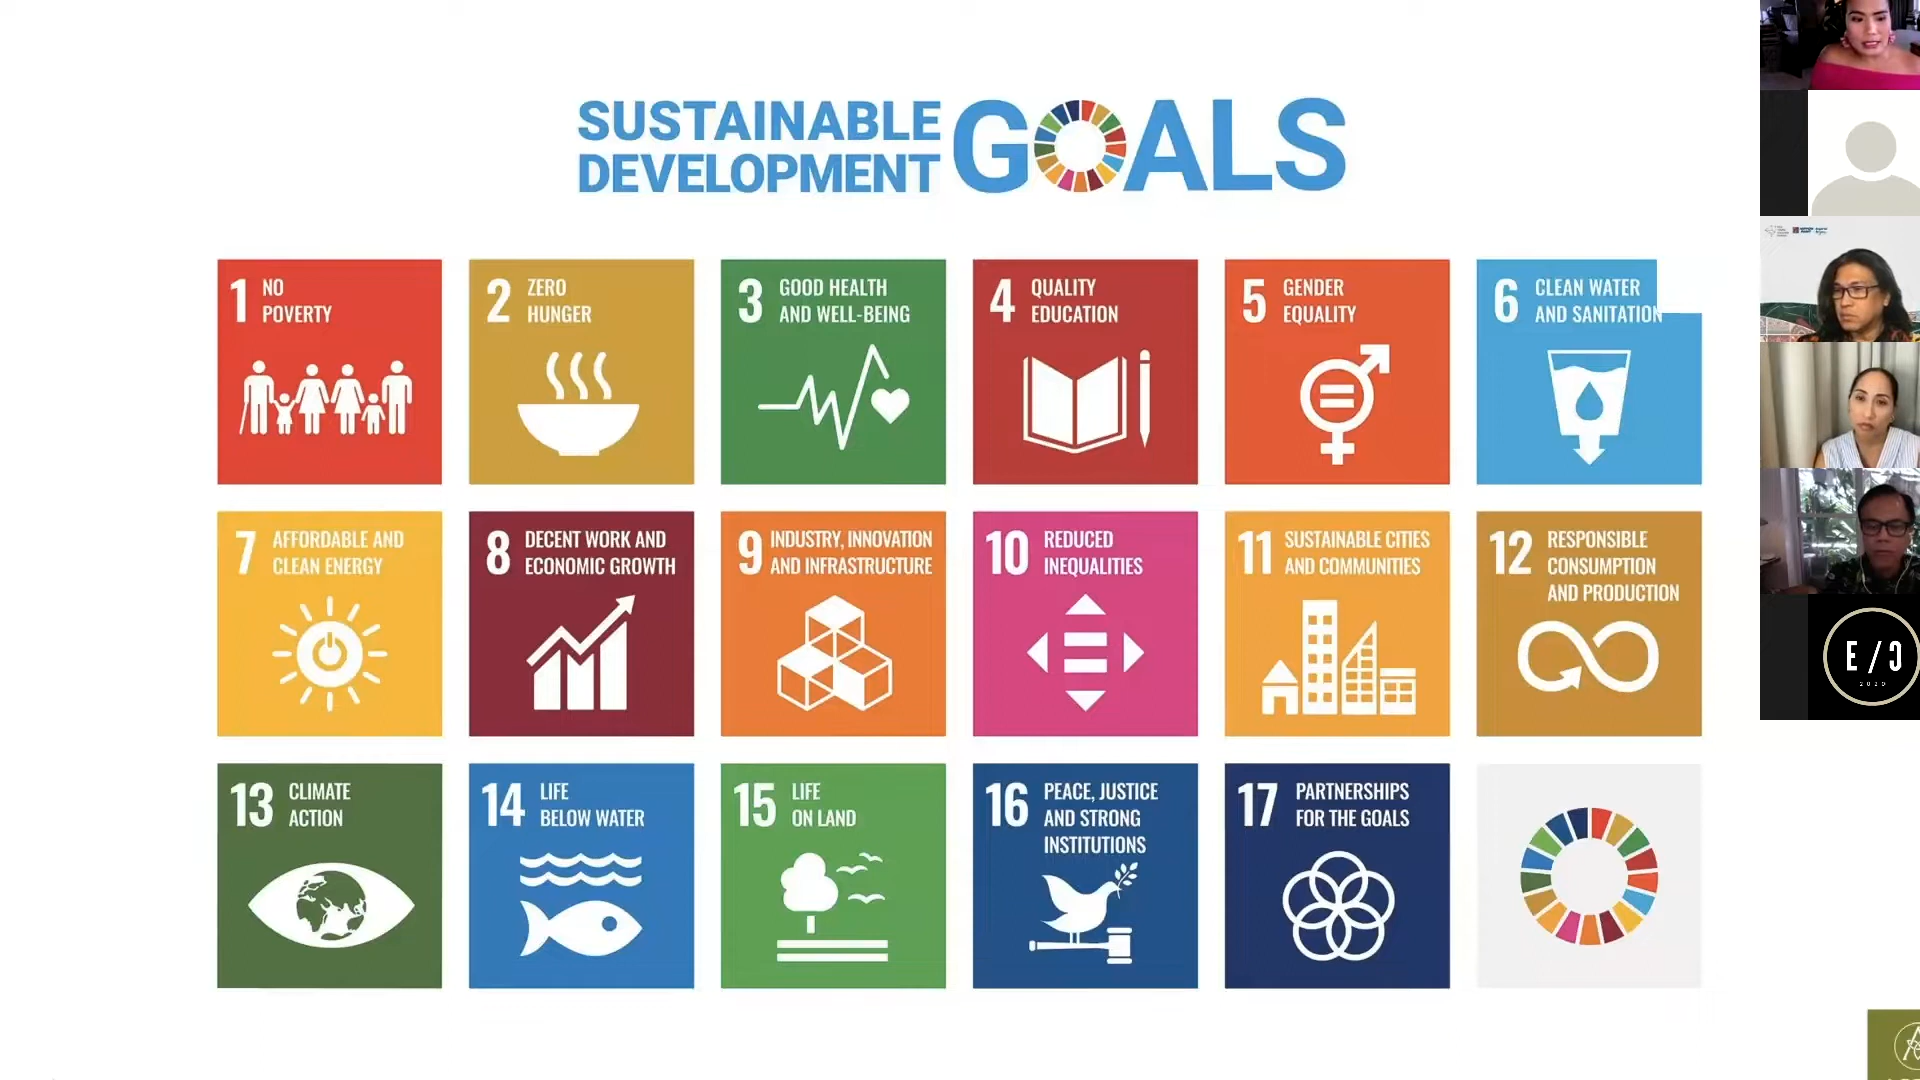 SUSTAINABLE
DEVELOPMENT
GOALS
1 NO
POVERTY
2 ZERO
HUNGER
3 GOOD HEALTH
AND WELL-BEING
4 QUALITY
EDUCATION
5 GENDER
EQUALITY
6 CLEAN WATER
AND SANITATION
7 AFFORDABLE AND
CLEAN ENERGY
8 DECENT WORK AND
ECONOMIC GROWTH
9 INDUSTRY, INNOVATION
AND INFRASTRUCTURE
10 REDUCED
INEQUALITIES
11 SUSTAINABLE CITIES
AND COMMUNITIES
12 RESPONSIBLE
CONSUMPTION
AND PRODUCTION
13 CLIMATE
ACTION
14 LIFE
BELOW WATER
15 LIFE
ON LAND
16 PEACE, JUSTICE
AND STRONG
INSTITUTIONS
17 PARTNERSHIPS
FOR THE GOALS
2020